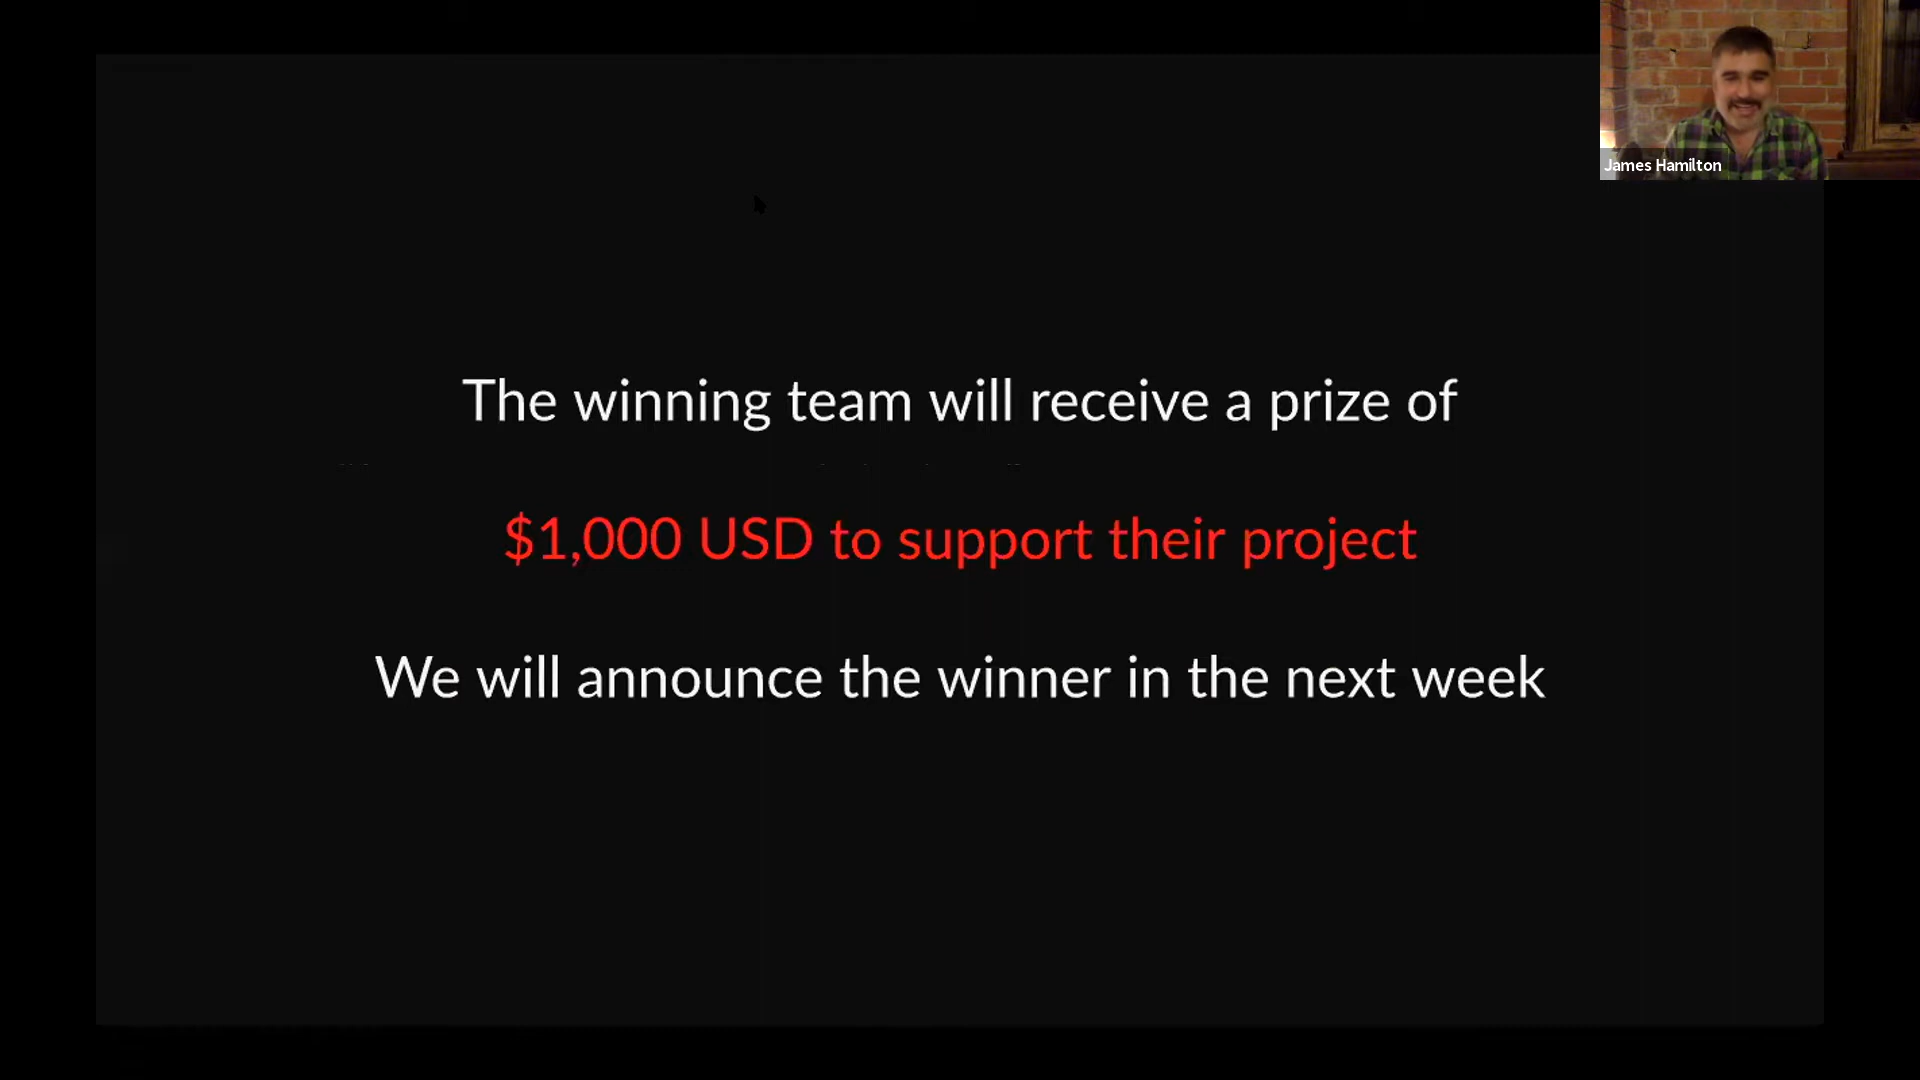 James Hamilton
The winning team will receive a prize of
$1,000 USD to support their project
We will announce the winner in the next week